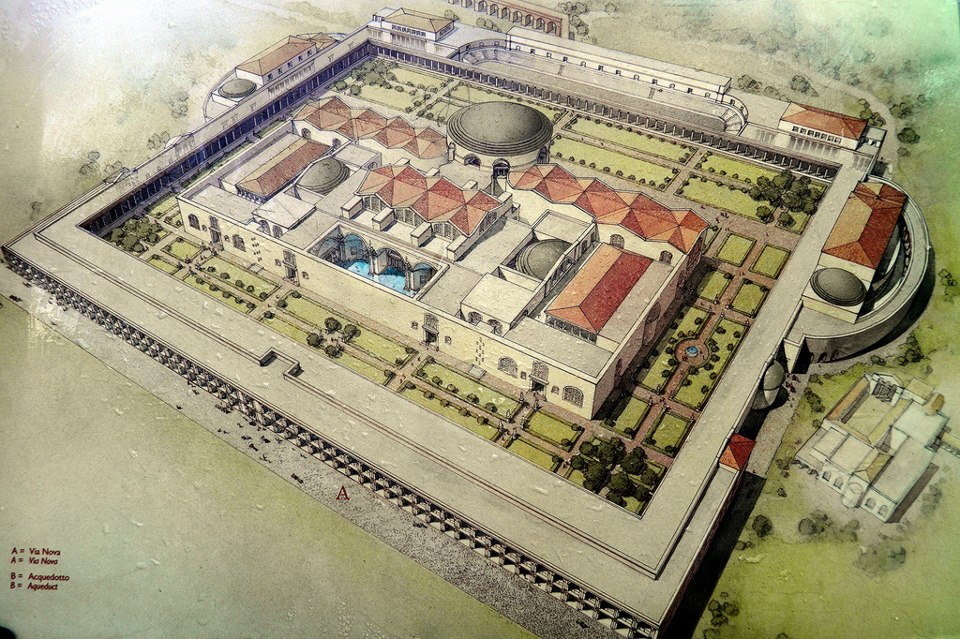 A
A = Via Nova
A = Via Nova
B = Acquedotto
B = Aqueduct